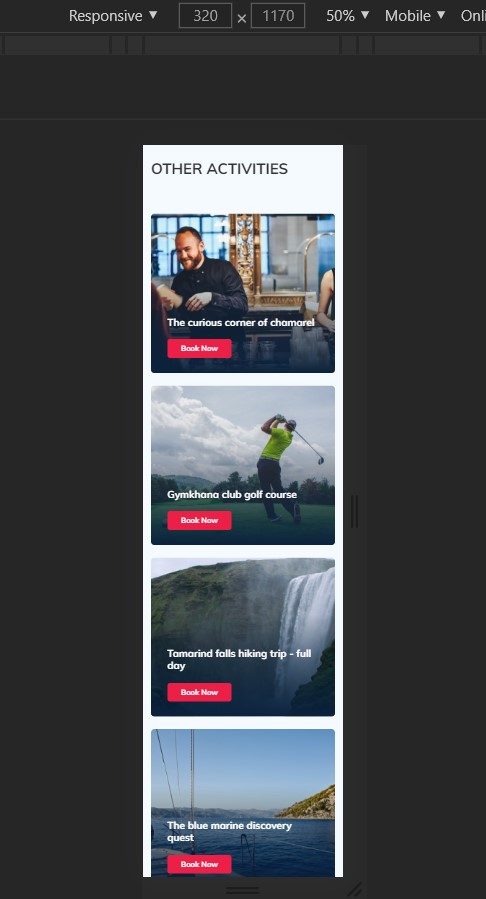 Responsive ▼ 320 × 1170 50% ▼ Mobile ▼ Onli
OTHER ACTIVITIES
The curious corner of chamarel
Book Now
Gymkhana club golf course
Book Now
Tamarind falls hiking trip - full
day
Book Now
The blue marine discovery
quest
Book Now